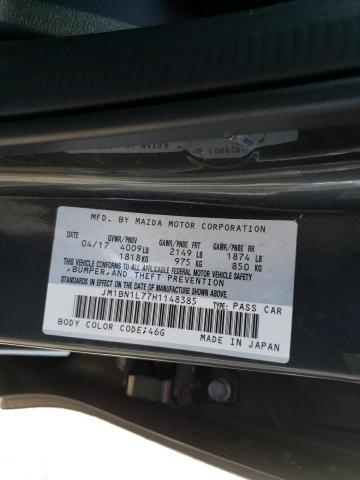 MFD. BY MAZDA MOTOR CORPORATION
DATE GVWR/PNBV GAWR/PNBE FRT GAWR/PNBE RR
04/17 4009LB 2149 LB 1874 LB
1818KG 975 KG 850 KG
THIS VEHICLE CONFORMS TO ALL APPLICABLE FEDERAL MOTOR VEHICLE SAFETY,
BUMPER, AND THEFT PREVENTION
STANDARDS IN EFFECT ON THE DATE OF MANUFACTURE SHOWN ABOVE.
JM1BN1L77H1148385 TYPE: PASS CAR
BODY COLOR CODE:46G
MADE IN JAPAN